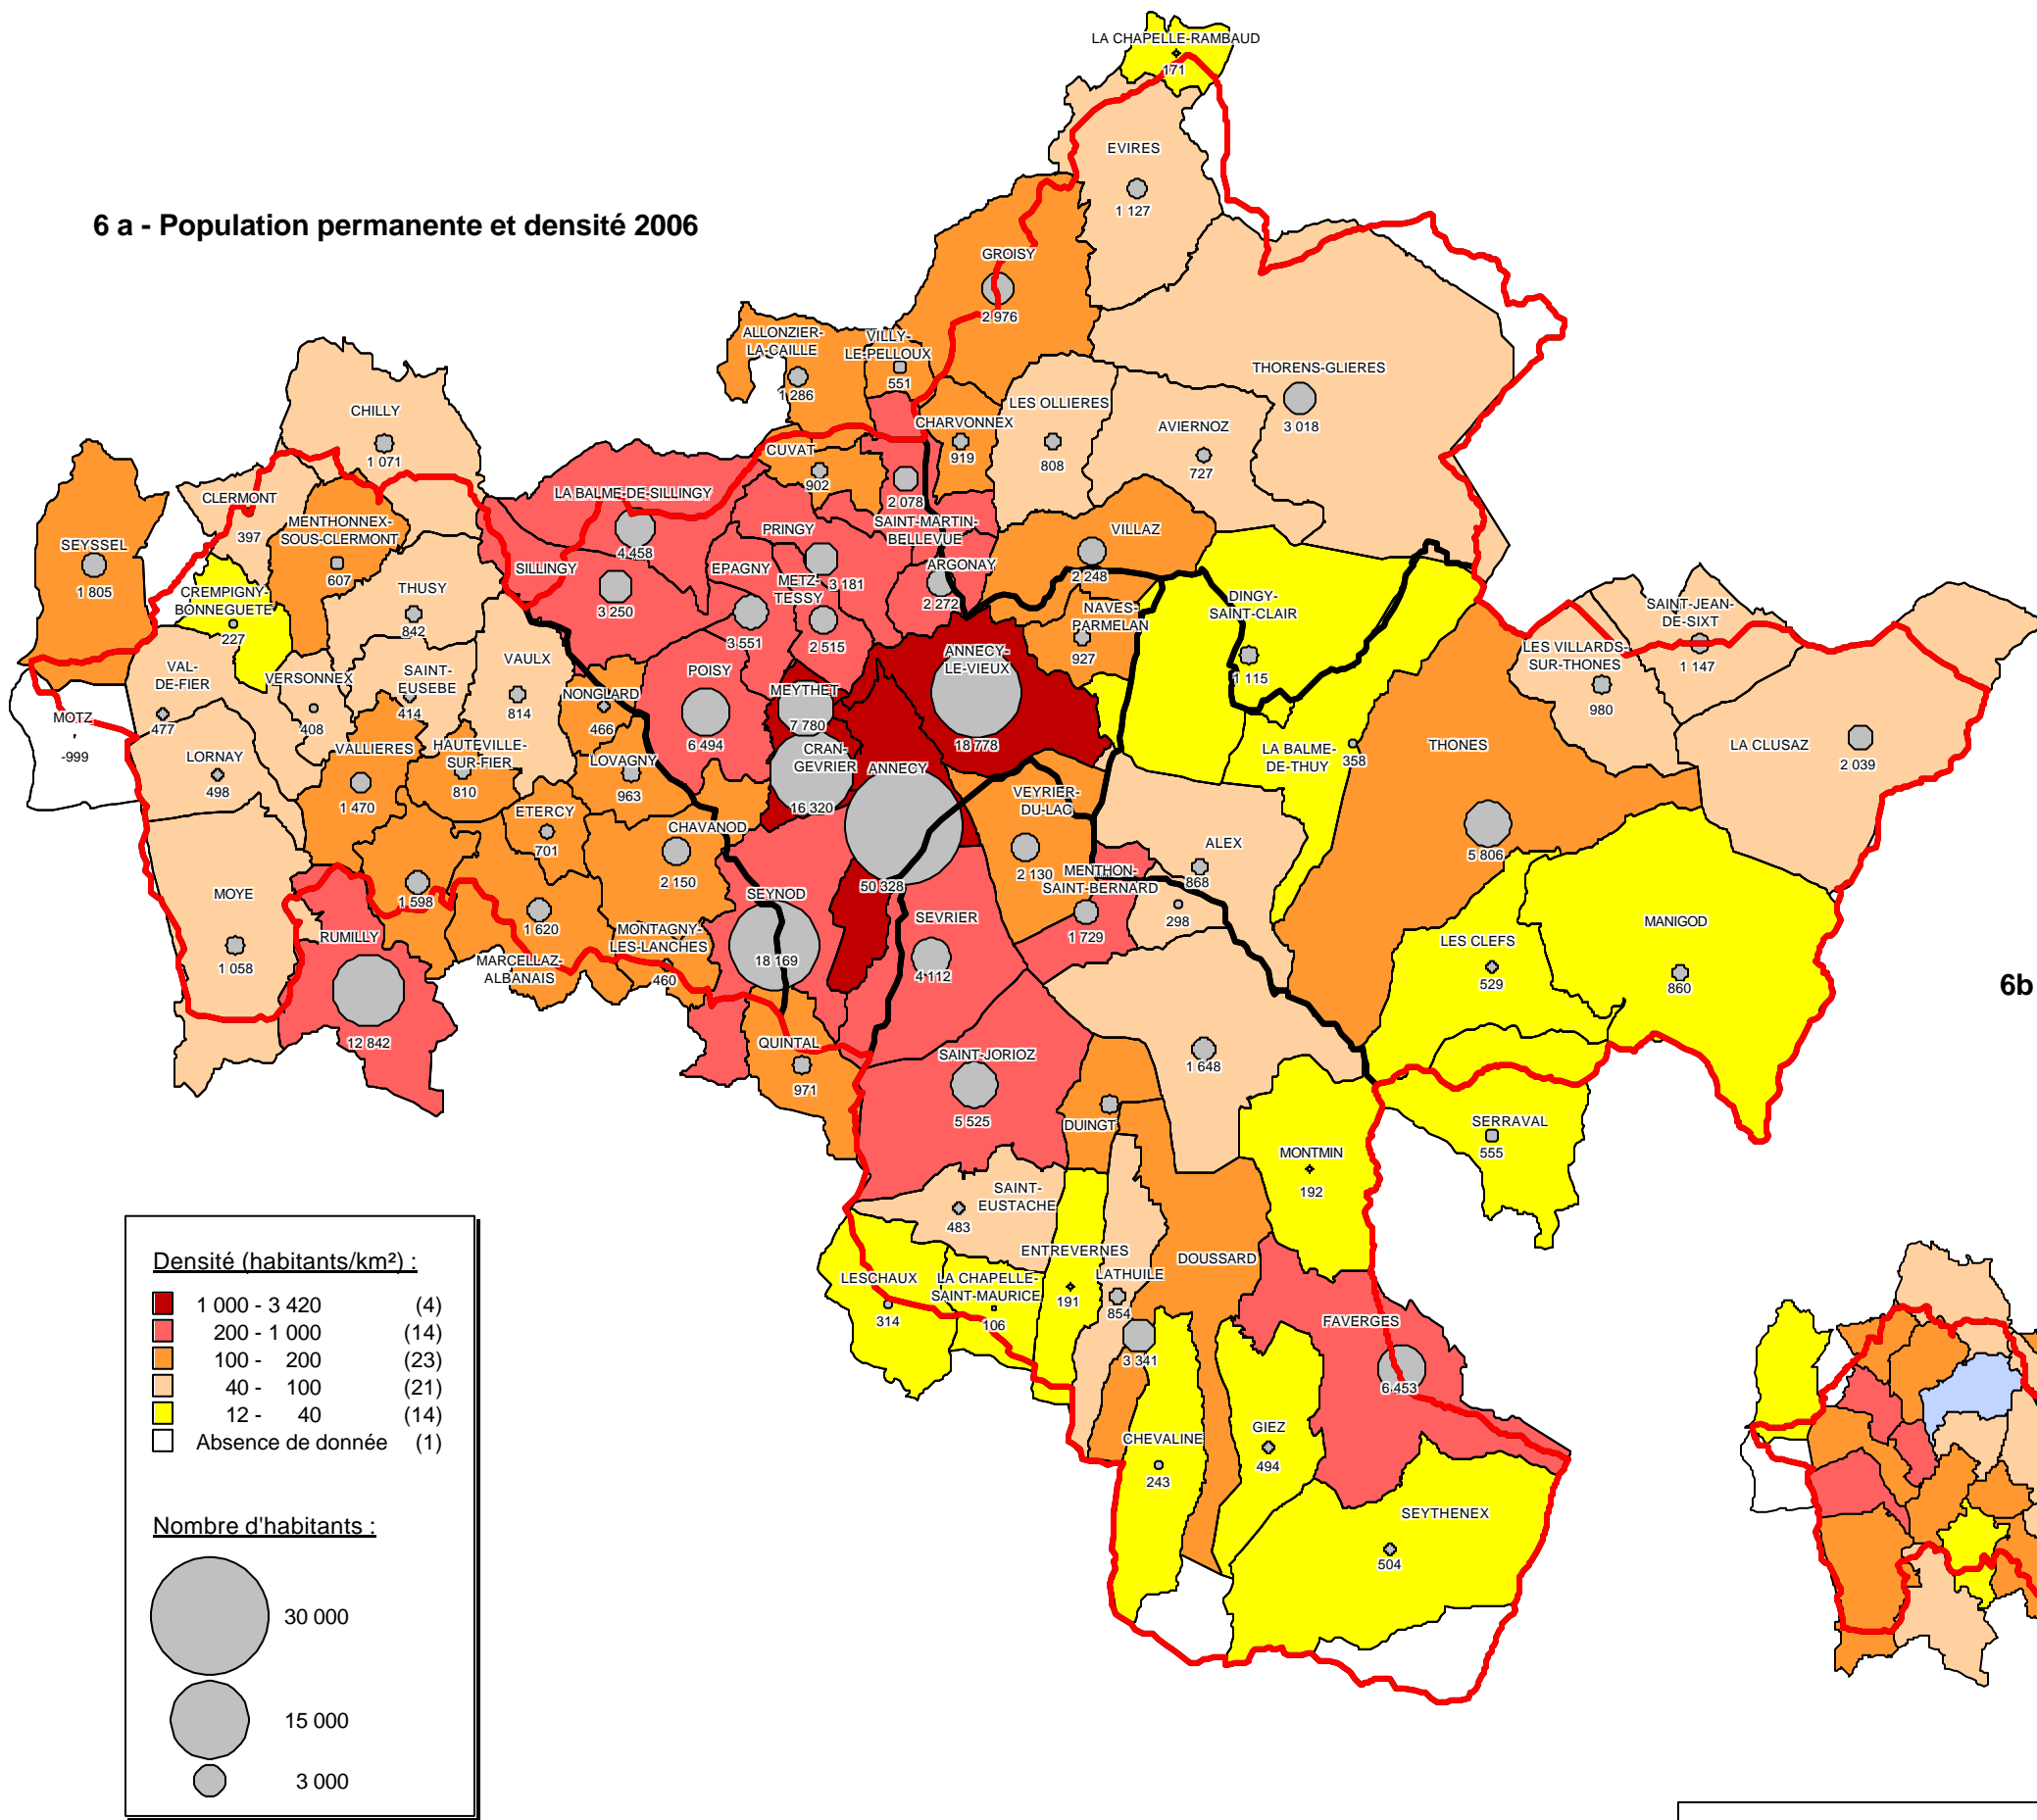 LA CHAPELLE-RAMBAUD
171
EVIRES
1 127
6 a - Population permanente et densité 2006
GROISY
2 976
ALLONZIER-
LA-CAILLE
1 286
VILLY-
LE-PELLOUX
551
THORENS-GLIERES
3 018
CHILLY
1 071
LES OLLIERES
808
CHARVONNEX
919
AVIERNOZ
727
CUVAT
902
CLERMONT
397
LA BALME-DE-SILLINGY
4 458
2 078
SAINT-MARTIN-
BELLEVUE
MENTHONNEX-
SOUS-CLERMONT
607
PRINGY
3 181
VILLAZ
2 248
SEYSSEL
1 805
SILLINGY
3 250
EPAGNY
3 551
METZ-
TESSY
2 515
ARGONAY
2 272
CREMPIGNY-
BONNEGUETE
227
THUSY
842
NAVES-
PARMELAN
927
DINGY-
SAINT-CLAIR
1 115
SAINT-JEAN-
DE-SIXT
1 147
LES VILLARDS-
SUR-THONES
980
VAL-
DE-FIER
477
VERSONNEX
408
SAINT-
EUSEBE
414
VAULX
814
NONGLARD
466
POISY
6 494
MEYTHET
7 780
ANNECY-
LE-VIEUX
18 778
MOTZ
-999
LORNAY
498
VALLIERES
1 470
HAUTEVILLE-
SUR-FIER
810
LOVAGNY
963
CRAN-
GEVRIER
16 320
ANNECY
50 328
LA BALME-
DE-THUY
358
THONES
5 806
LA CLUSAZ
2 039
ETERCY
701
CHAVANOD
2 150
VEYRIER-
DU-LAC
2 130
ALEX
868
MENTHON-
SAINT-BERNARD
1 729
298
MOYE
1 058
1 598
1 620
SEYNOD
18 169
SEVRIER
4 112
MANIGOD
860
RUMILLY
12 842
MARCELLAZ-
ALBANAIS
MONTAGNY-
LES-LANCHES
460
LES CLEFS
529
6b
QUINTAL
971
SAINT-JORIOZ
5 525
1 648
DUINGT
SERRAVAL
555
MONTMIN
192
SAINT-
EUSTACHE
483
ENTREVERNES
191
LATHUILE
854
DOUSSARD
3 341
LESCHAUX
314
LA CHAPELLE-
SAINT-MAURICE
106
FAVERGES
6 453
CHEVALINE
243
GIEZ
494
SEYTHENEX
504
Densité (habitants/km²) :
1 000 - 3 420 (4)
200 - 1 000 (14)
100 - 200 (23)
40 - 100 (21)
12 - 40 (14)
Absence de donnée (1)
Nombre d'habitants :
30 000
15 000
3 000